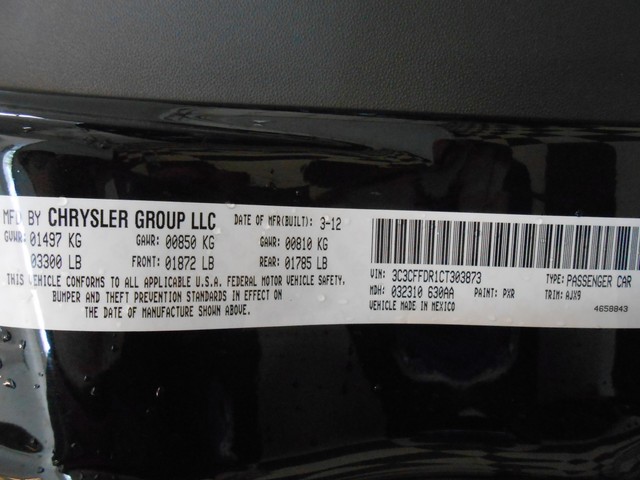 MFD BY CHRYSLER GROUP LLC DATE OF MFR(BUILT): 3-12
GVWR: 01497 KG GAWR: 00850 KG GAWR: 00810 KG
03300 LB FRONT: 01872 LB REAR: 01785 LB
THIS VEHICLE CONFORMS TO ALL APPLICABLE U.S.A. FEDERAL MOTOR VEHICLE SAFETY,
BUMPER AND THEFT PREVENTION STANDARDS IN EFFECT ON
THE DATE OF MANUFACTURE SHOWN ABOVE.
VIN: 3C3CFFDR1CT303873 TYPE: PASSENGER CAR
MDH: 032310 630AA PAINT: PXR TRIM: AJX9
VEHICLE MADE IN MEXICO 4658843